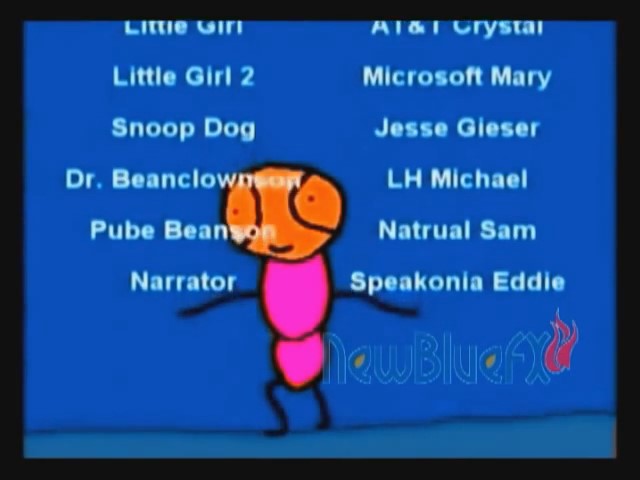 Little Girl AT&T Crystal
Little Girl 2 Microsoft Mary
Snoop Dog Jesse Gieser
Dr. Beanclownson LH Michael
Pube Beanson Natrual Sam
Narrator Speakonia Eddie
NewBlueFX